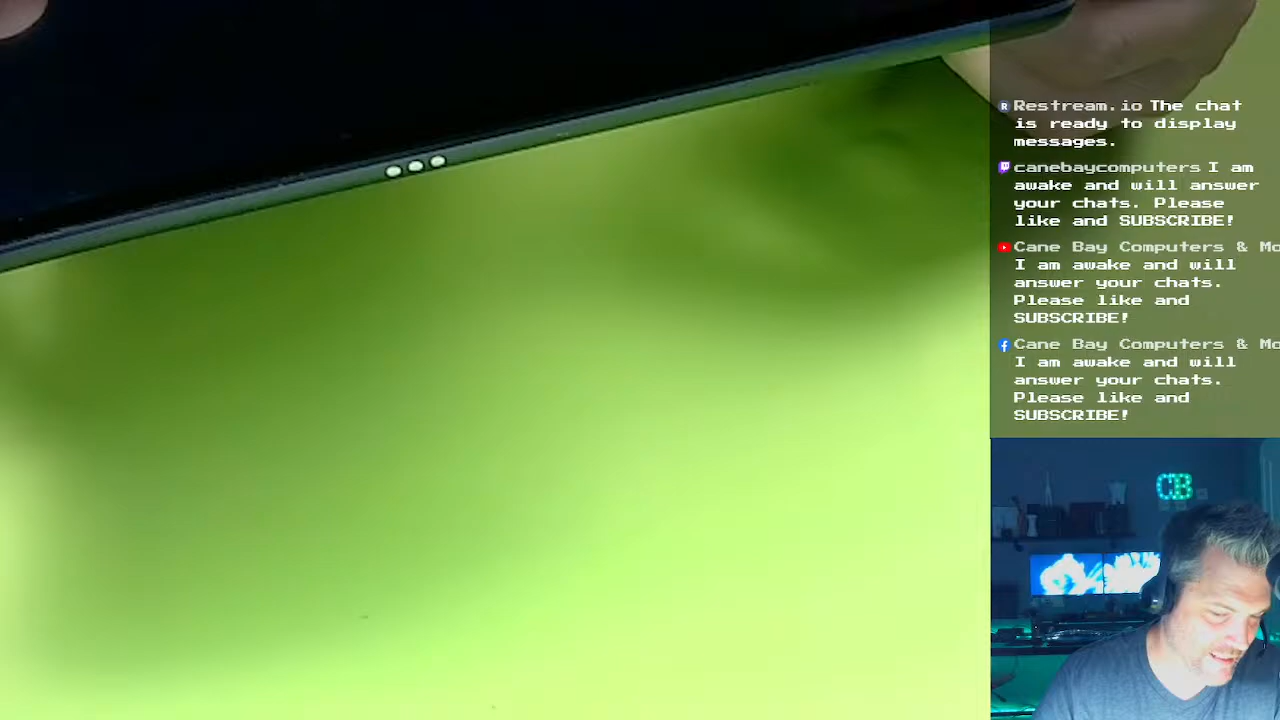 Restream.io The chat
is ready to display
messages.
canebaycomputers I am
awake and will answer
your chats. Please
like and SUBSCRIBE!
Cane Bay Computers & Mo
I am awake and will
answer your chats.
Please like and
SUBSCRIBE!
Cane Bay Computers & Mo
I am awake and will
answer your chats.
Please like and
SUBSCRIBE!
CB